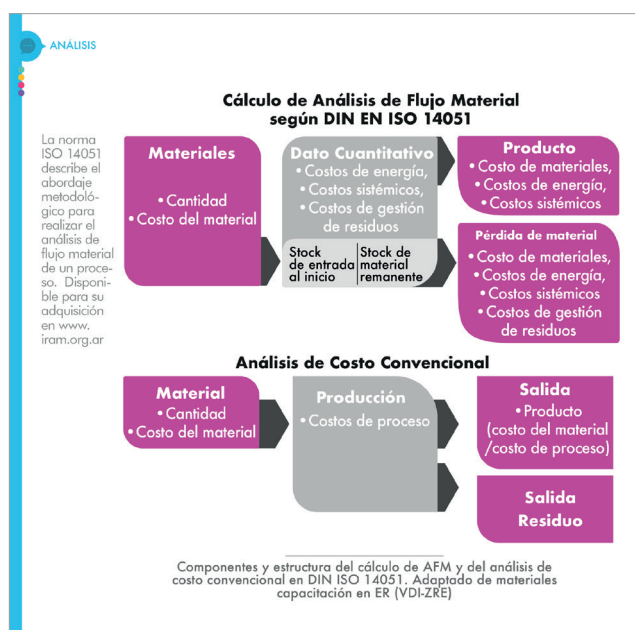 ANÁLISIS
La norma
ISO 14051
describe el
abordaje
metodoló-
gico para
realizar el
análisis de
flujo material
de un proce-
so. Disponi-
ble para su
adquisición
en www.
iram.org.ar
Cálculo de Análisis de Flujo Material
según DIN EN ISO 14051
Materiales
• Cantidad
• Costo del material
Dato Cuantitativo
• Costos de energía,
• Costos sistémicos,
• Costos de gestión
de residuos
Stock
de entrada
al inicio
Stock de
material
remanente
Producto
• Costo de materiales,
• Costos de energía,
• Costos sistémicos
Pérdida de material
• Costo de materiales,
• Costos de energía,
• Costos sistémicos
• Costos de gestión
de residuos
Análisis de Costo Convencional
Material
• Cantidad
• Costo del material
Producción
• Costos de proceso
Salida
• Producto
(costo del material
/costo de proceso)
Salida
Residuo
Componentes y estructura del cálculo de AFM y del análisis de
costo convencional en DIN ISO 14051. Adaptado de materiales
capacitación en ER (VDI-ZRE)